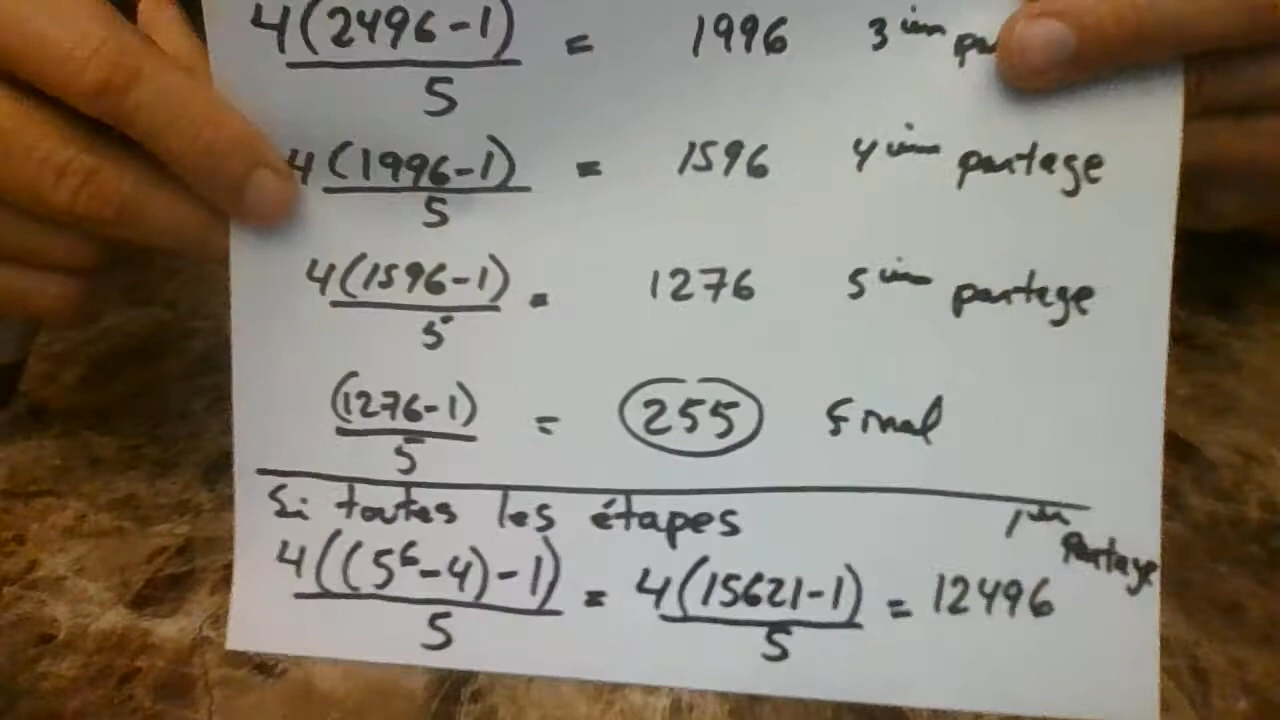 4(2496-1)/5 = 1996 3ième
4(1996-1)/5 = 1596 4ième partage
4(1596-1)/5 = 1276 5ième partage
(1276-1)/5 = 255 Final
Si toutes les étapes
4((5⁶-4)-1)/5 = 4(15621-1)/5 = 12496 1ier partage